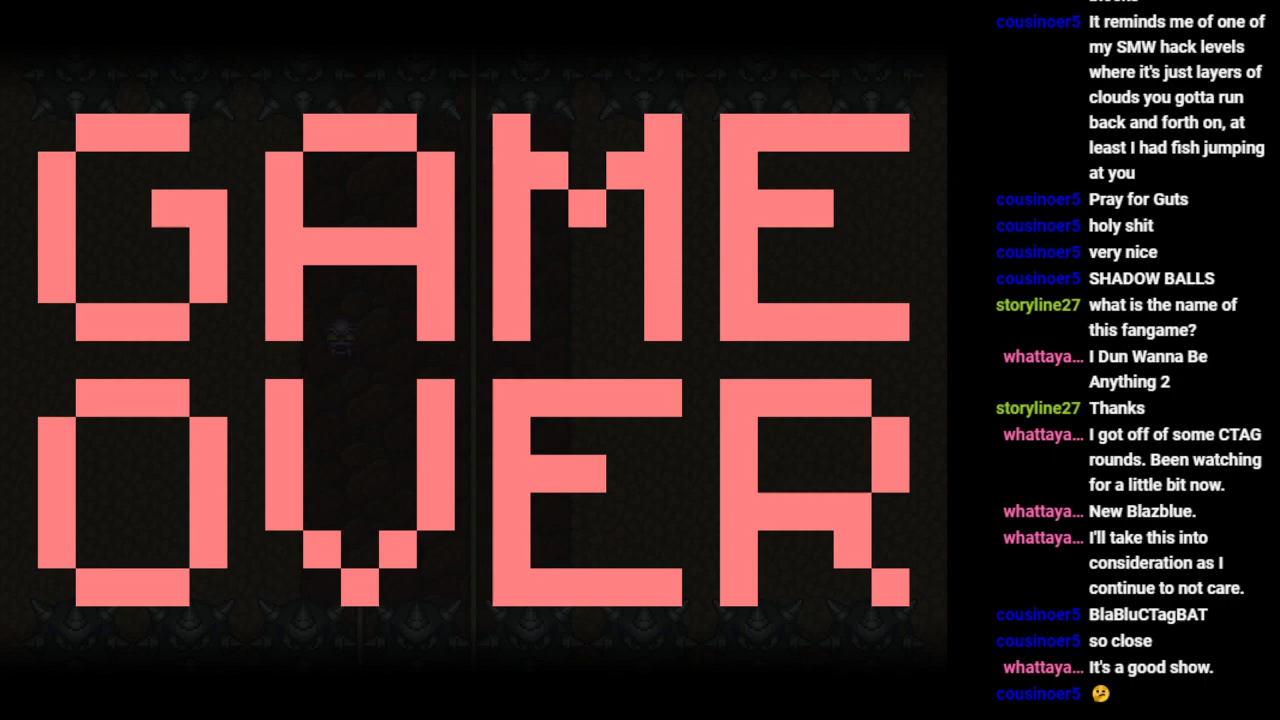 GAME
OVER
cousinoer5 It reminds me of one of
my SMW hack levels
where it's just layers of
clouds you gotta run
back and forth on, at
least I had fish jumping
at you
cousinoer5 Pray for Guts
cousinoer5 holy shit
cousinoer5 very nice
cousinoer5 SHADOW BALLS
storyline27 what is the name of
this fangame?
whattaya… I Dun Wanna Be
Anything 2
storyline27 Thanks
whattaya… I got off of some CTAG
rounds. Been watching
for a little bit now.
whattaya… New Blazblue.
whattaya… I'll take this into
consideration as I
continue to not care.
cousinoer5 BlaBluCTagBAT
cousinoer5 so close
whattaya… It's a good show.
cousinoer5 🤔